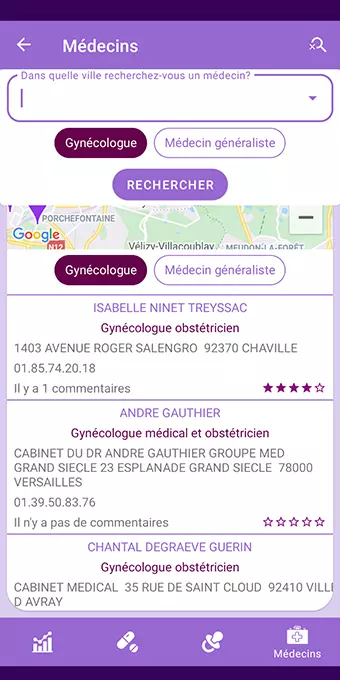 Médecins
Dans quelle ville recherchez-vous un médecin?
Gynécologue
Médecin généraliste
RECHERCHER
PORCHEFONTAINE
Google
N12
Vélizy-Villacoublay
MEUDON-LA-FORÊT
Gynécologue
Médecin généraliste
ISABELLE NINET TREYSSAC
Gynécologue obstétricien
1403 AVENUE ROGER SALENGRO 92370 CHAVILLE
01.85.74.20.18
Il y a 1 commentaires
ANDRE GAUTHIER
Gynécologue médical et obstétricien
CABINET DU DR ANDRE GAUTHIER GROUPE MED
GRAND SIECLE 23 ESPLANADE GRAND SIECLE 78000
VERSAILLES
01.39.50.83.76
Il n'y a pas de commentaires
CHANTAL DEGRAEVE GUERIN
Gynécologue obstétricien
CABINET MEDICAL 35 RUE DE SAINT CLOUD 92410 VILLE
D AVRAY
Médecins